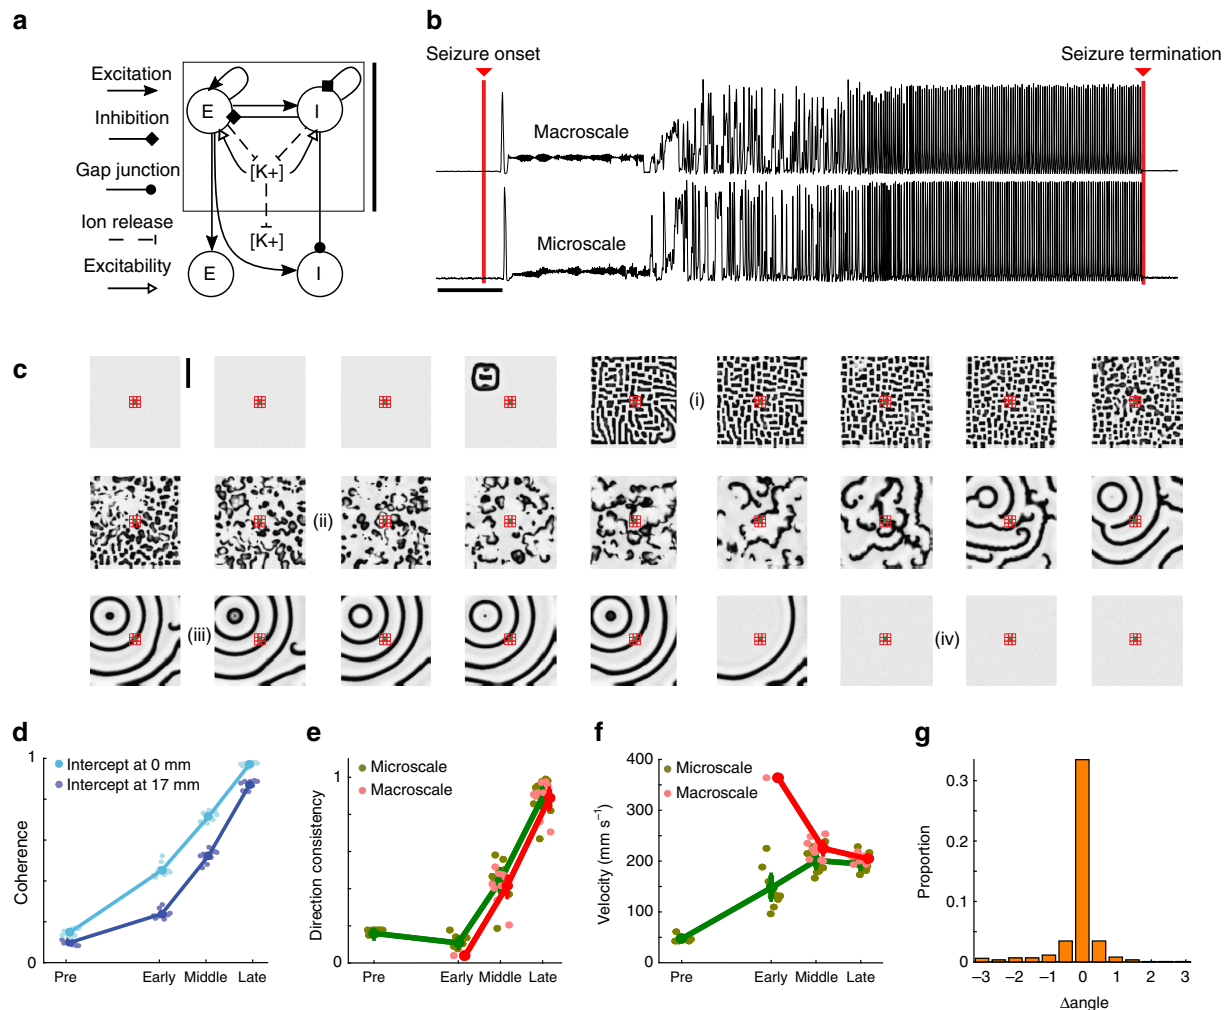 a
Excitation
Inhibition
Gap junction
Ion release
Excitability
E
I
[K+]
[K+]
E
I
b
Seizure onset
Seizure termination
Macroscale
Microscale
c
(i)
(ii)
(iii)
(iv)
d
Intercept at 0 mm
Intercept at 17 mm
Coherence
1
0
Pre
Early
Middle
Late
e
Microscale
Macroscale
Direction consistency
1
0
Pre
Early
Middle
Late
f
Microscale
Macroscale
Velocity (mm s⁻¹)
400
300
200
150
100
50
0
Pre
Early
Middle
Late
g
Proportion
0.3
0.2
0.1
0
−3
−2
−1
0
1
2
3
Δangle